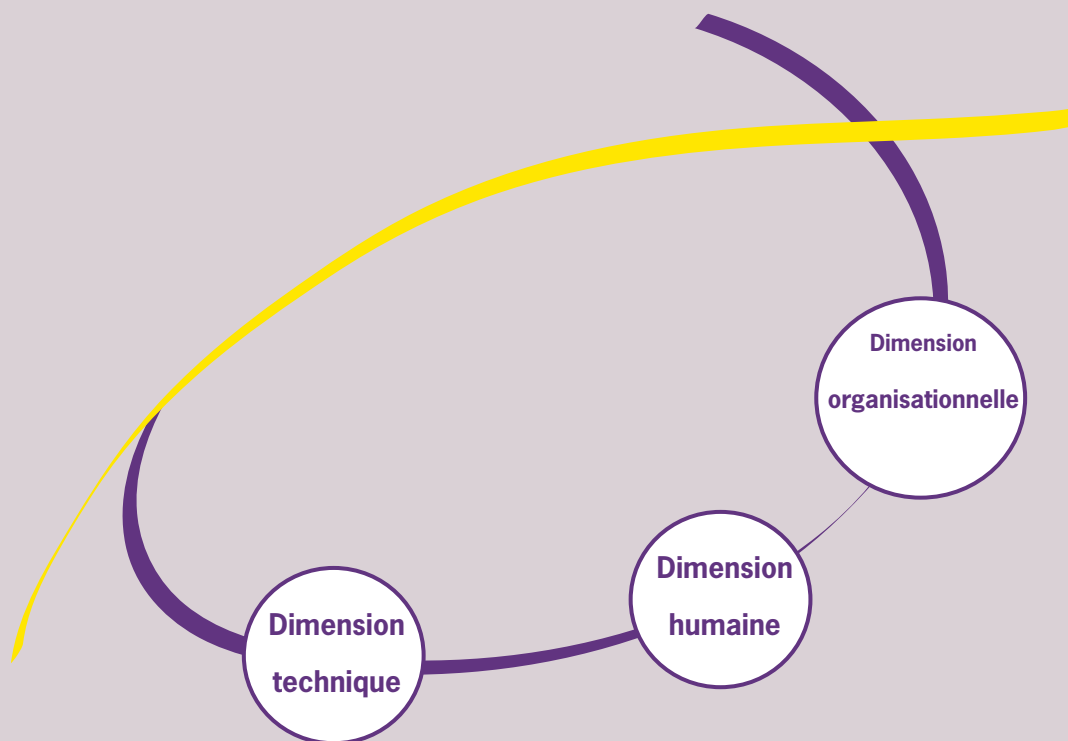 Dimension
organisationnelle
Dimension
humaine
Dimension
technique